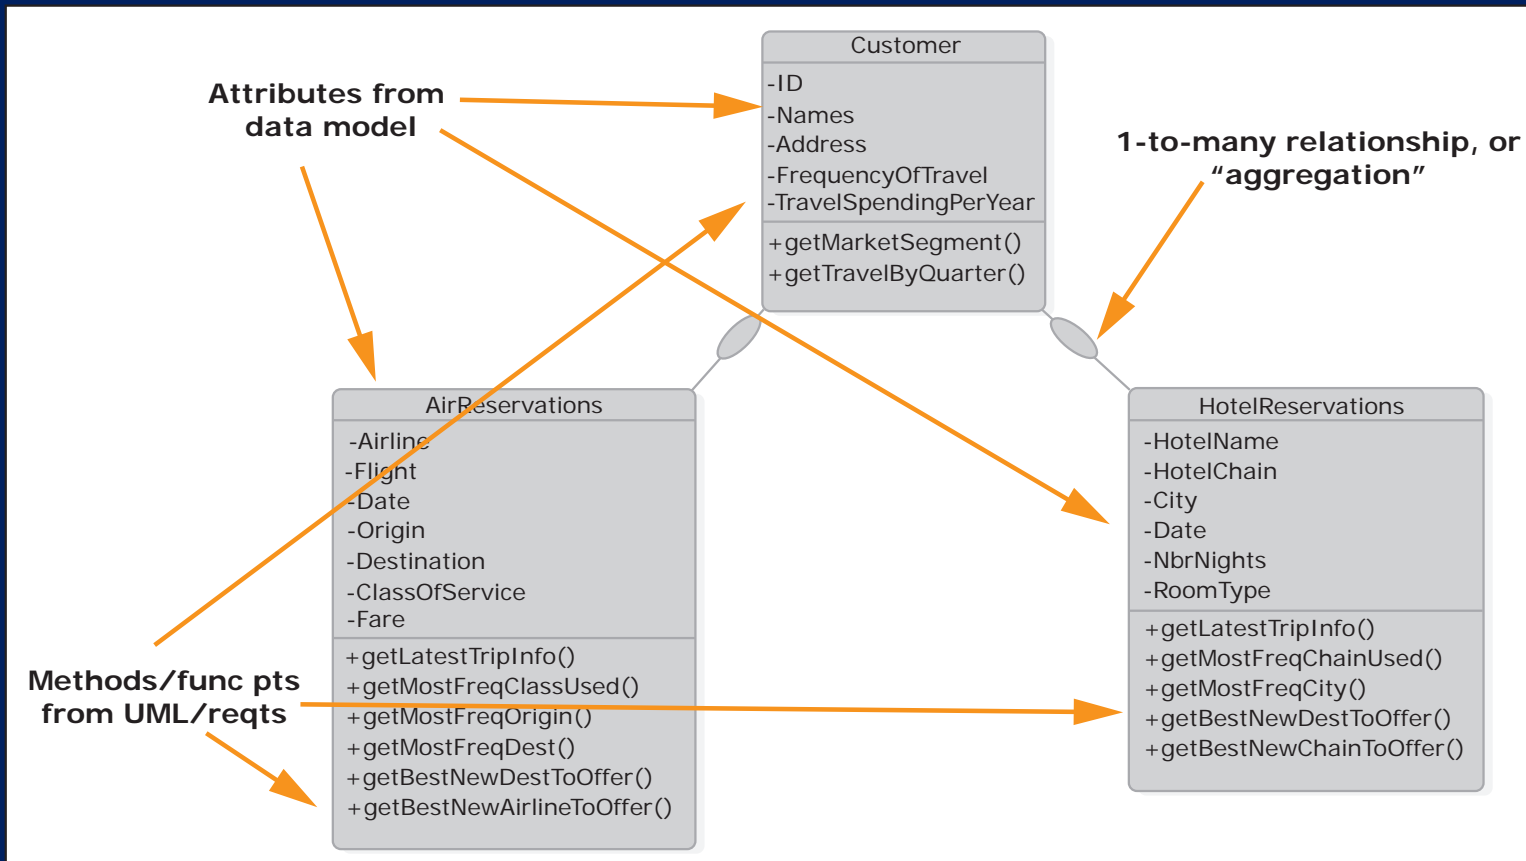 Customer
-ID
-Names
-Address
-FrequencyOfTravel
-TravelSpendingPerYear
+getMarketSegment()
+getTravelByQuarter()
Attributes from
data model
1-to-many relationship, or
“aggregation”
AirReservations
-Airline
-Flight
-Date
-Origin
-Destination
-ClassOfService
-Fare
+getLatestTripInfo()
+getMostFreqClassUsed()
+getMostFreqOrigin()
+getMostFreqDest()
+getBestNewDestToOffer()
+getBestNewAirlineToOffer()
HotelReservations
-HotelName
-HotelChain
-City
-Date
-NbrNights
-RoomType
+getLatestTripInfo()
+getMostFreqChainUsed()
+getMostFreqCity()
+getBestNewDestToOffer()
+getBestNewChainToOffer()
Methods/func pts
from UML/reqts